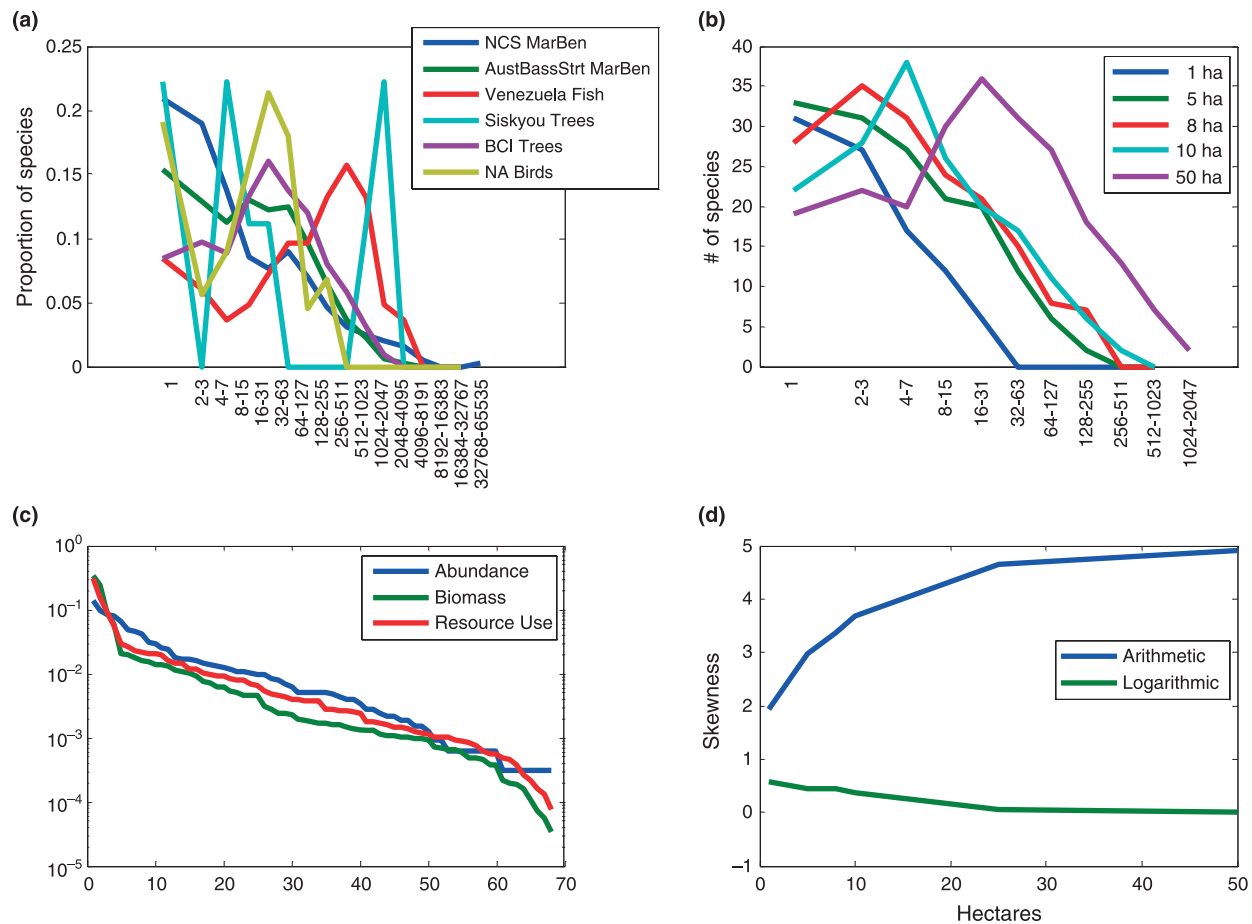 (a)
0.25
0.2
0.15
0.1
0.05
0
Proportion of species
NCS MarBen
AustBassStrt MarBen
Venezuela Fish
Siskyou Trees
BCI Trees
NA Birds
1
2-3
4-7
8-15
16-31
32-63
64-127
128-255
256-511
512-1023
1024-2047
2048-4095
4096-8191
8192-16383
16384-32767
32768-65535
(b)
40
35
30
25
20
15
10
5
0
# of species
1 ha
5 ha
8 ha
10 ha
50 ha
1
2-3
4-7
8-15
16-31
32-63
64-127
128-255
256-511
512-1023
1024-2047
(c)
10⁰
10⁻¹
10⁻²
10⁻³
10⁻⁴
10⁻⁵
Abundance
Biomass
Resource Use
0 10 20 30 40 50 60 70
(d)
5
4
3
2
1
0
−1
Skewness
Arithmetic
Logarithmic
0 10 20 30 40 50
Hectares